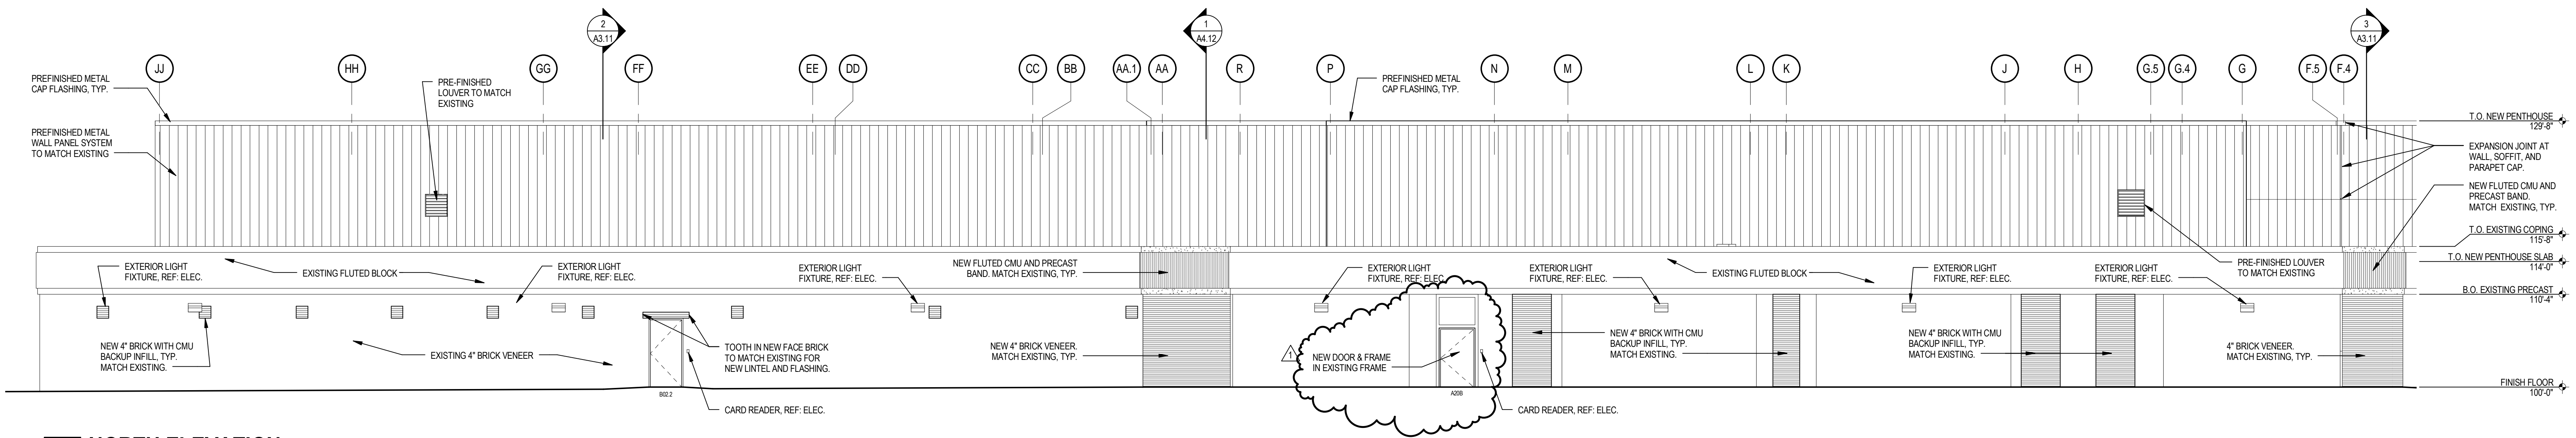 2
A3.11
1
A4.12
3
A3.11
JJ
HH
GG
FF
EE
DD
CC
BB
AA.1
AA
R
P
N
M
L
K
J
H
G.5
G.4
G
F.5
F.4
PREFINISHED METAL
CAP FLASHING, TYP.
PRE-FINISHED
LOUVER TO MATCH
EXISTING
PREFINISHED METAL
CAP FLASHING, TYP.
PREFINISHED METAL
WALL PANEL SYSTEM
TO MATCH EXISTING
T.O. NEW PENTHOUSE
129'-8"
EXPANSION JOINT AT
WALL, SOFFIT, AND
PARAPET CAP.
NEW FLUTED CMU AND
PRECAST BAND.
MATCH EXISTING, TYP.
T.O. EXISTING COPING
115'-8"
T.O. NEW PENTHOUSE SLAB
114'-0"
B.O. EXISTING PRECAST
110'-4"
EXTERIOR LIGHT
FIXTURE, REF: ELEC.
EXISTING FLUTED BLOCK
EXTERIOR LIGHT
FIXTURE, REF: ELEC.
EXTERIOR LIGHT
FIXTURE, REF: ELEC.
NEW FLUTED CMU AND PRECAST
BAND. MATCH EXISTING, TYP.
EXTERIOR LIGHT
FIXTURE, REF: ELEC.
EXTERIOR LIGHT
FIXTURE, REF: ELEC.
EXISTING FLUTED BLOCK
EXTERIOR LIGHT
FIXTURE, REF: ELEC.
EXTERIOR LIGHT
FIXTURE, REF: ELEC.
PRE-FINISHED LOUVER
TO MATCH EXISTING
NEW 4" BRICK WITH CMU
BACKUP INFILL, TYP.
MATCH EXISTING.
EXISTING 4" BRICK VENEER
TOOTH IN NEW FACE BRICK
TO MATCH EXISTING FOR
NEW LINTEL AND FLASHING.
NEW 4" BRICK VENEER.
MATCH EXISTING, TYP.
1
NEW DOOR & FRAME
IN EXISTING FRAME
NEW 4" BRICK WITH CMU
BACKUP INFILL, TYP.
MATCH EXISTING.
NEW 4" BRICK WITH CMU
BACKUP INFILL, TYP.
MATCH EXISTING.
4" BRICK VENEER.
MATCH EXISTING, TYP.
FINISH FLOOR
100'-0"
B02.2
CARD READER, REF: ELEC.
A20B
CARD READER, REF: ELEC.
NORTH ELEVATION